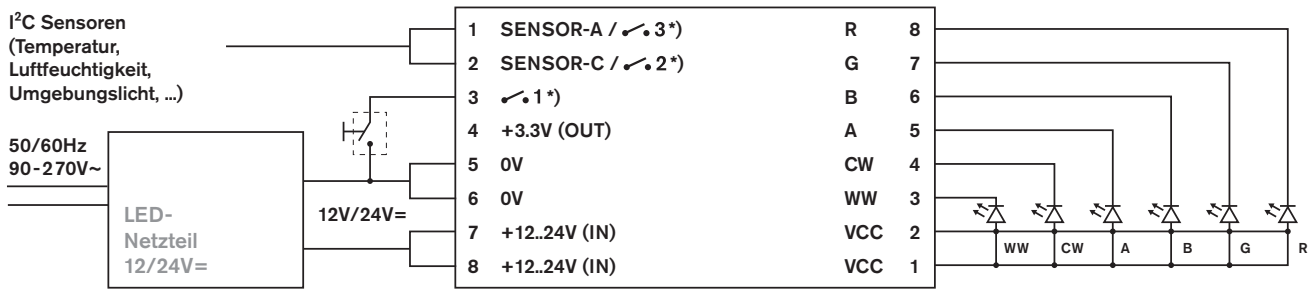 I²C Sensoren
(Temperatur,
Luftfeuchtigkeit,
Umgebungslicht, ...)
50/60Hz
90-270V~
LED-
Netzteil
12/24V=
12V/24V=
1 SENSOR-A / 3*)
2 SENSOR-C / 2*)
3 1*)
4 +3.3V (OUT)
5 0V
6 0V
7 +12..24V (IN)
8 +12..24V (IN)
R 8
G 7
B 6
A 5
CW 4
WW 3
VCC 2
VCC 1
WW CW A B G R